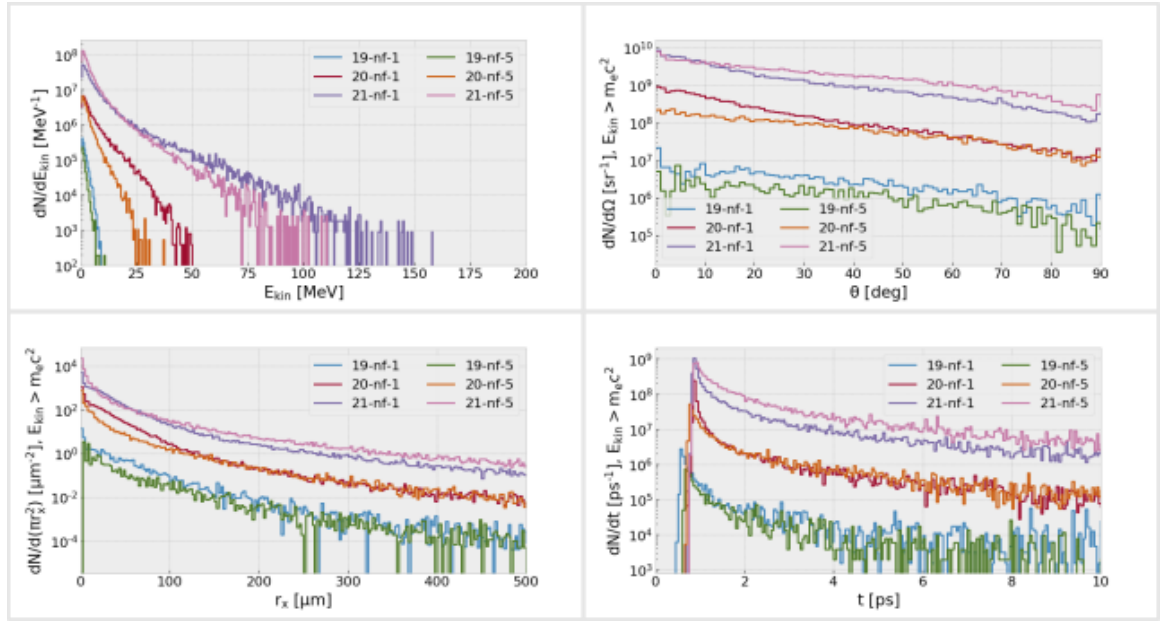 10⁸
10⁷
10⁶
10⁵
10⁴
10³
10²
dN/dE_kin [MeV⁻¹]
19-nf-1 19-nf-5
20-nf-1 20-nf-5
21-nf-1 21-nf-5
0 25 50 75 100 125 150 175 200
E_kin [MeV]
10¹⁰
10⁹
10⁸
10⁷
10⁶
10⁵
dN/dΩ [sr⁻¹], E_kin > m_ec²
19-nf-1 19-nf-5
20-nf-1 20-nf-5
21-nf-1 21-nf-5
0 10 20 30 40 50 60 70 80 90
θ [deg]
10⁴
10²
10⁰
10⁻²
10⁻⁴
dN/d(πr_x²) [μm⁻²], E_kin > m_ec²
19-nf-1 19-nf-5
20-nf-1 20-nf-5
21-nf-1 21-nf-5
0 100 200 300 400 500
r_x [μm]
10⁹
10⁸
10⁷
10⁶
10⁵
10⁴
10³
dN/dt [ps⁻¹], E_kin > m_ec²
19-nf-1 19-nf-5
20-nf-1 20-nf-5
21-nf-1 21-nf-5
0 2 4 6 8 10
t [ps]